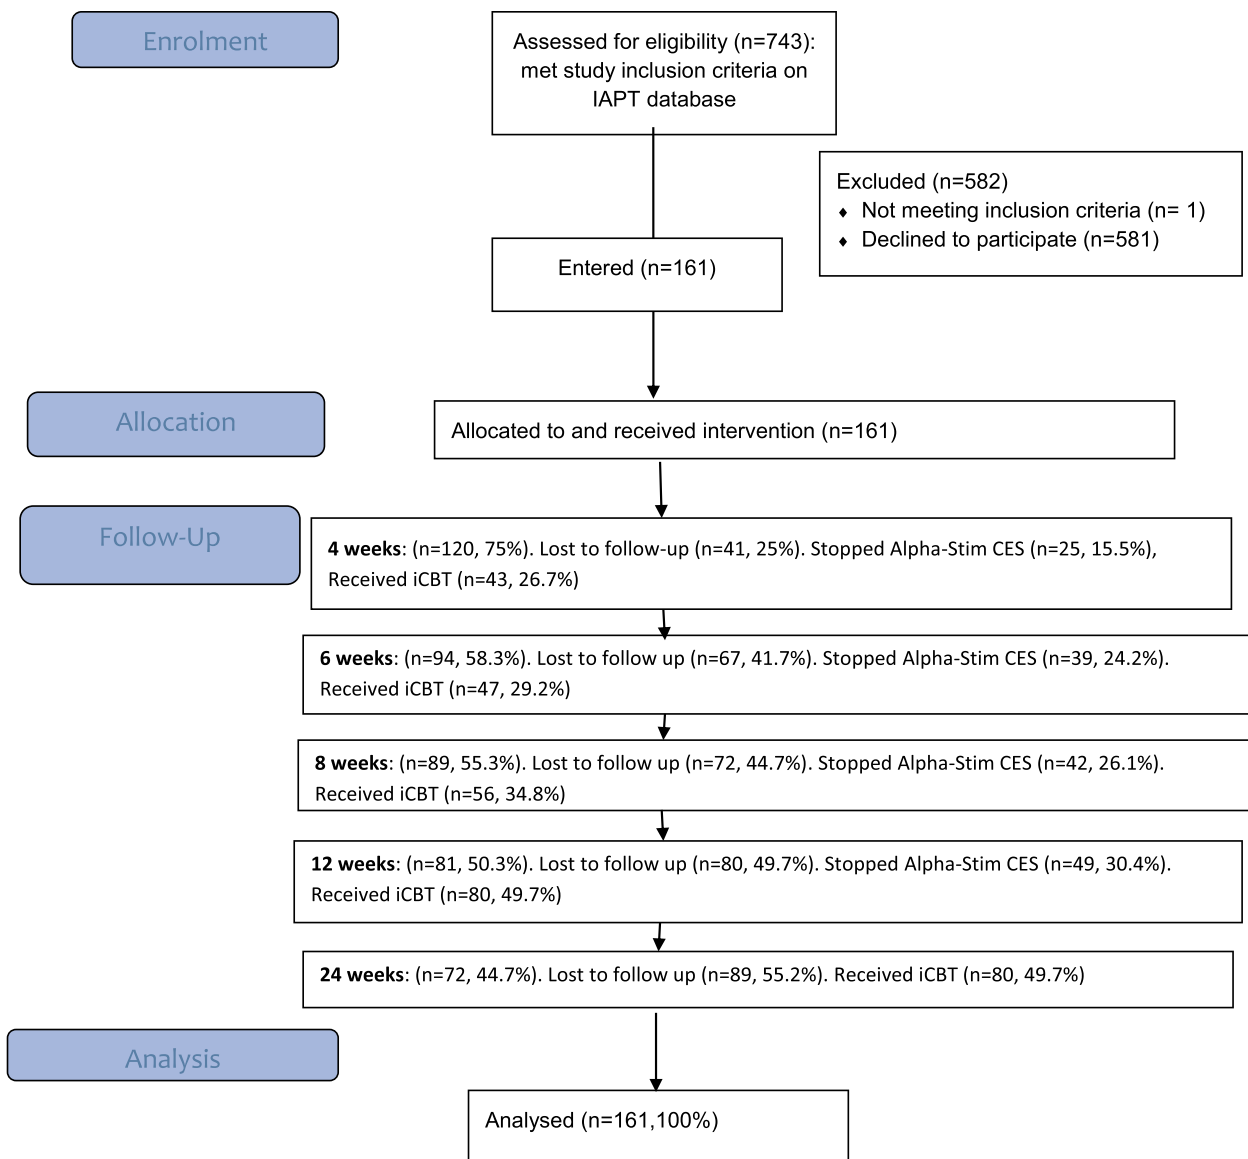 Enrolment
Assessed for eligibility (n=743):
met study inclusion criteria on
IAPT database
Excluded (n=582)
♦ Not meeting inclusion criteria (n= 1)
♦ Declined to participate (n=581)
Entered (n=161)
Allocation
Allocated to and received intervention (n=161)
Follow-Up
4 weeks: (n=120, 75%). Lost to follow-up (n=41, 25%). Stopped Alpha-Stim CES (n=25, 15.5%),
Received iCBT (n=43, 26.7%)
6 weeks: (n=94, 58.3%). Lost to follow up (n=67, 41.7%). Stopped Alpha-Stim CES (n=39, 24.2%).
Received iCBT (n=47, 29.2%)
8 weeks: (n=89, 55.3%). Lost to follow up (n=72, 44.7%). Stopped Alpha-Stim CES (n=42, 26.1%).
Received iCBT (n=56, 34.8%)
12 weeks: (n=81, 50.3%). Lost to follow up (n=80, 49.7%). Stopped Alpha-Stim CES (n=49, 30.4%).
Received iCBT (n=80, 49.7%)
24 weeks: (n=72, 44.7%). Lost to follow up (n=89, 55.2%). Received iCBT (n=80, 49.7%)
Analysis
Analysed (n=161,100%)